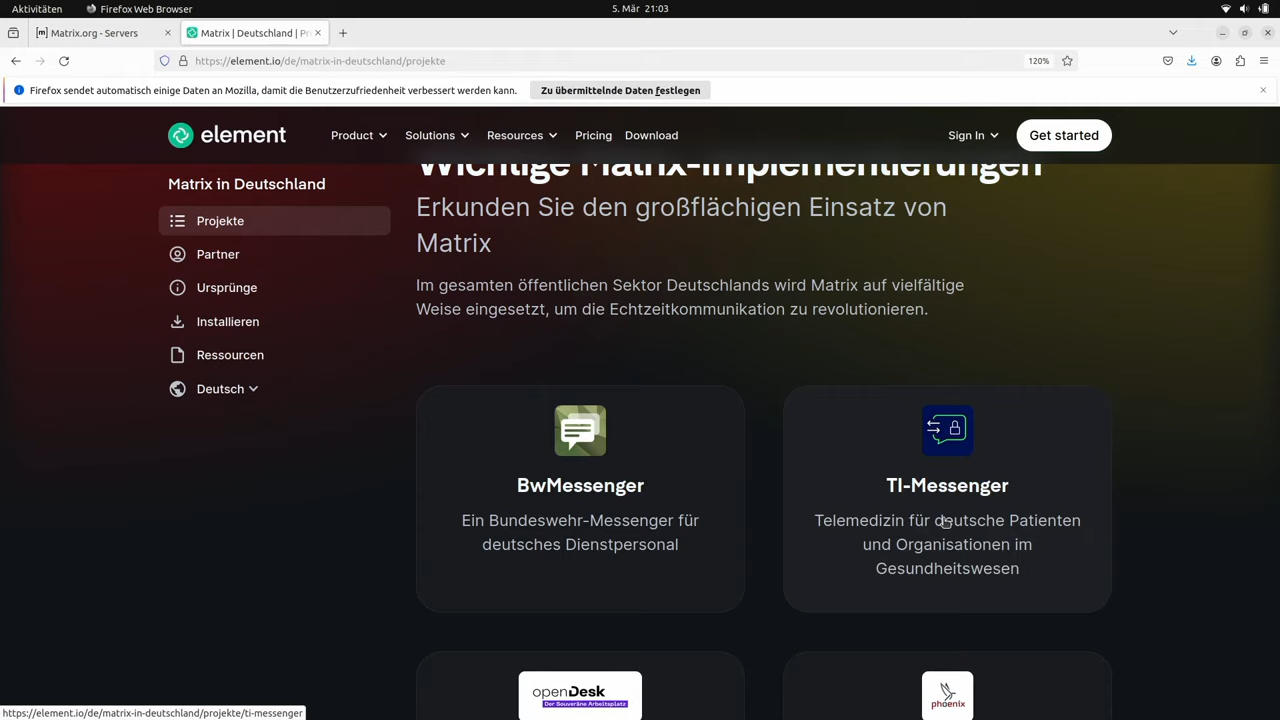 Aktivitäten
Firefox Web Browser
5. Mär 21:03
Matrix.org - Servers
Matrix | Deutschland | Pr
https://element.io/de/matrix-in-deutschland/projekte
120%
Firefox sendet automatisch einige Daten an Mozilla, damit die Benutzerzufriedenheit verbessert werden kann.
Zu übermittelnde Daten festlegen
element
Product
Solutions
Resources
Pricing
Download
Sign In
Get started
Matrix in Deutschland
Projekte
Partner
Ursprünge
Installieren
Ressourcen
Deutsch
Wichtige Matrix-Implementierungen
Erkunden Sie den großflächigen Einsatz von
Matrix
Im gesamten öffentlichen Sektor Deutschlands wird Matrix auf vielfältige
Weise eingesetzt, um die Echtzeitkommunikation zu revolutionieren.
BwMessenger
Ein Bundeswehr-Messenger für
deutsches Dienstpersonal
TI-Messenger
Telemedizin für deutsche Patienten
und Organisationen im
Gesundheitswesen
openDesk
Der Souveräne Arbeitsplatz
phoenix
https://element.io/de/matrix-in-deutschland/projekte/ti-messenger